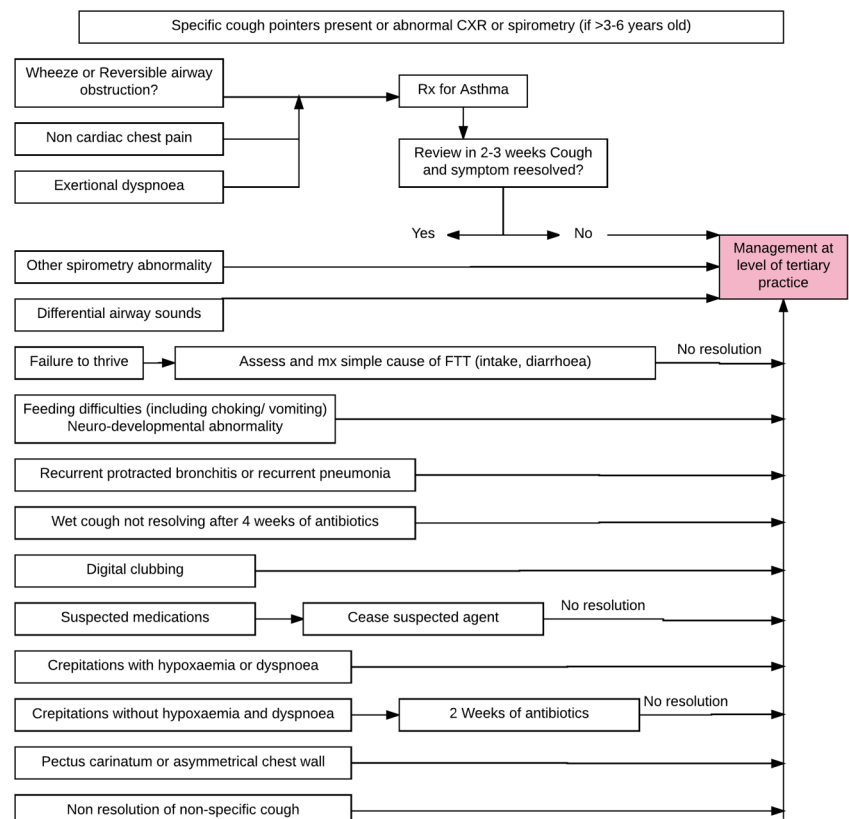 Specific cough pointers present or abnormal CXR or spirometry (if >3-6 years old)
Wheeze or Reversible airway
obstruction?
Rx for Asthma
Non cardiac chest pain
Review in 2-3 weeks Cough
and symptom reesolved?
Exertional dyspnoea
Yes
No
Management at
level of tertiary
practice
Other spirometry abnormality
Differential airway sounds
Failure to thrive
Assess and mx simple cause of FTT (intake, diarrhoea)
No resolution
Feeding difficulties (including choking/ vomiting)
Neuro-developmental abnormality
Recurrent protracted bronchitis or recurrent pneumonia
Wet cough not resolving after 4 weeks of antibiotics
Digital clubbing
Suspected medications
Cease suspected agent
No resolution
Crepitations with hypoxaemia or dyspnoea
Crepitations without hypoxaemia and dyspnoea
2 Weeks of antibiotics
No resolution
Pectus carinatum or asymmetrical chest wall
Non resolution of non-specific cough